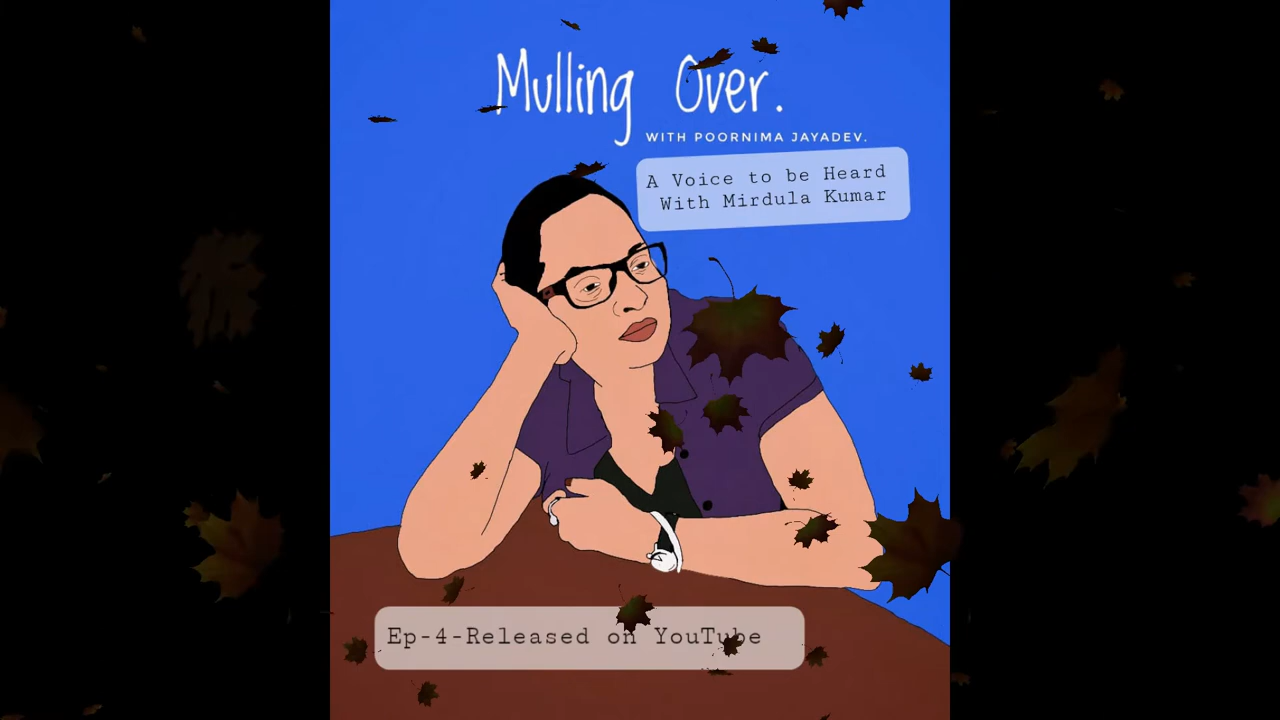 Mulling Over.
WITH POORNIMA JAYADEV.
A Voice to be Heard
With Mirdula Kumar
Ep-4-Released on YouTube